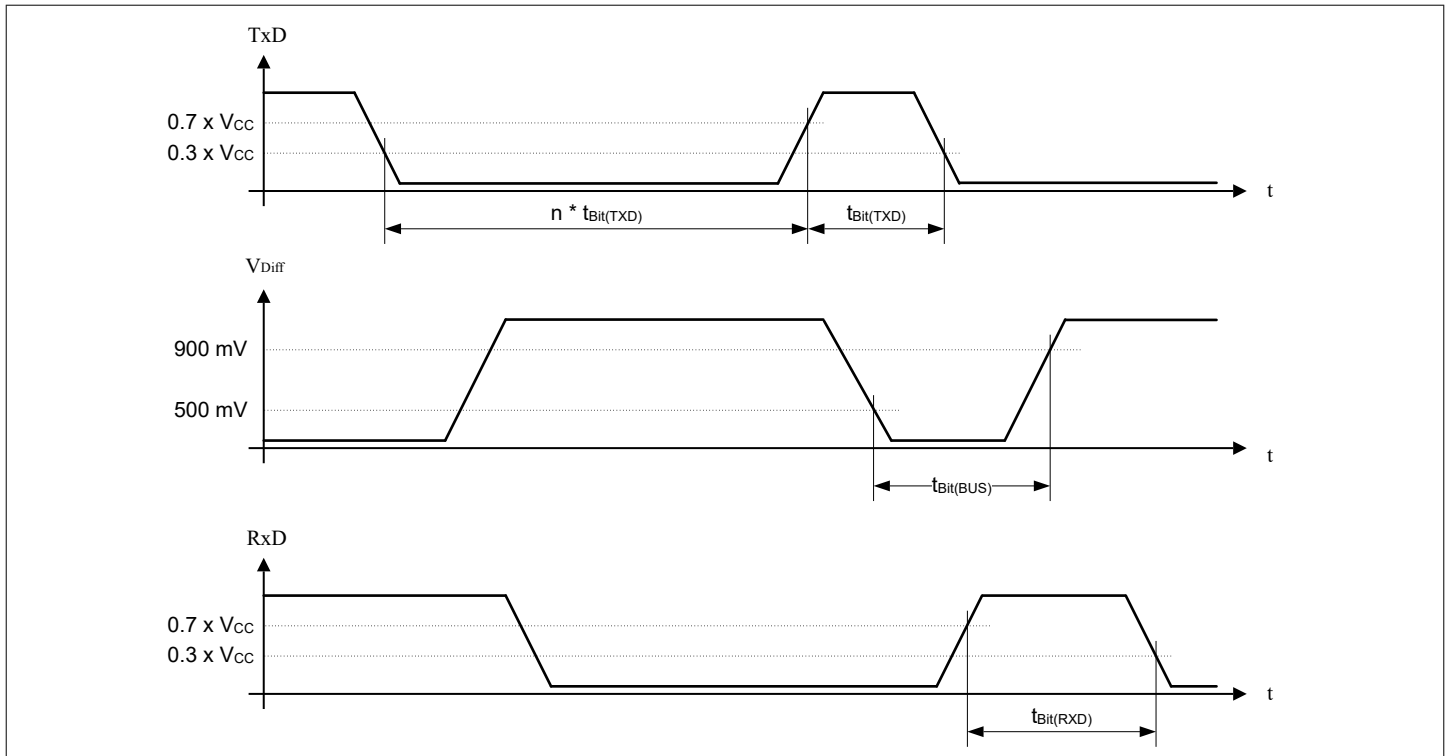 TxD
0.7 x VCC
0.3 x VCC
t
n * tBit(TXD)
tBit(TXD)
VDiff
900 mV
500 mV
t
tBit(BUS)
RxD
0.7 x VCC
0.3 x VCC
t
tBit(RXD)